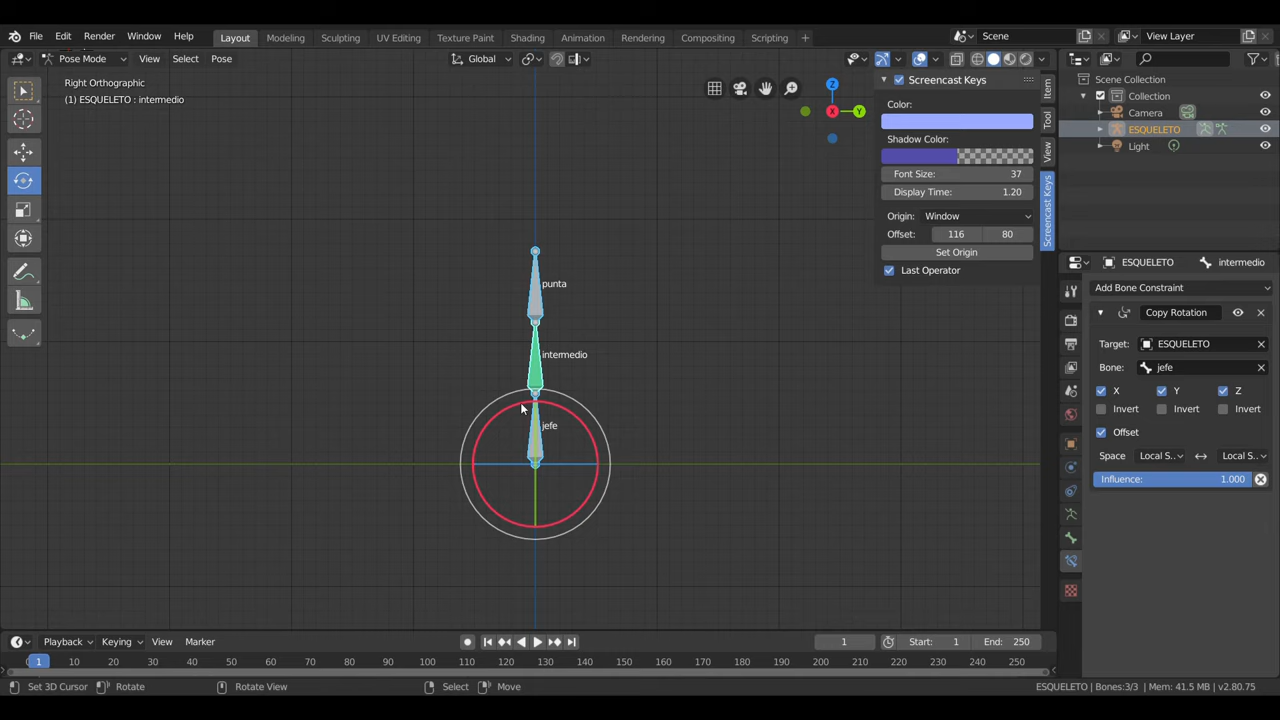 File Edit Render Window Help Layout Modeling Sculpting UV Editing Texture Paint Shading Animation Rendering Compositing Scripting + Scene View Layer
Pose Mode View Select Pose Global
Right Orthographic
(1) ESQUELETO : intermedio
Z
X
Y
punta
intermedio
jefe
Screencast Keys
Color:
Shadow Color:
Font Size: 37
Display Time: 1.20
Origin: Window
Offset: 116 80
Set Origin
Last Operator
Item
Tool
View
Screencast Keys
Scene Collection
Collection
Camera
ESQUELETO
Light
ESQUELETO intermedio
Add Bone Constraint
Copy Rotation
Target: ESQUELETO
Bone: jefe
X Y Z
Invert Invert Invert
Offset
Space Local S.. Local S..
Influence: 1.000
Playback Keying View Marker 1 Start: 1 End: 250
1 10 20 30 40 50 60 70 80 90 100 110 120 130 140 150 160 170 180 190 200 210 220 230 240 250
Set 3D Cursor Rotate Rotate View Select Move ESQUELETO | Bones:3/3 | Mem: 41.5 MB | v2.80.75